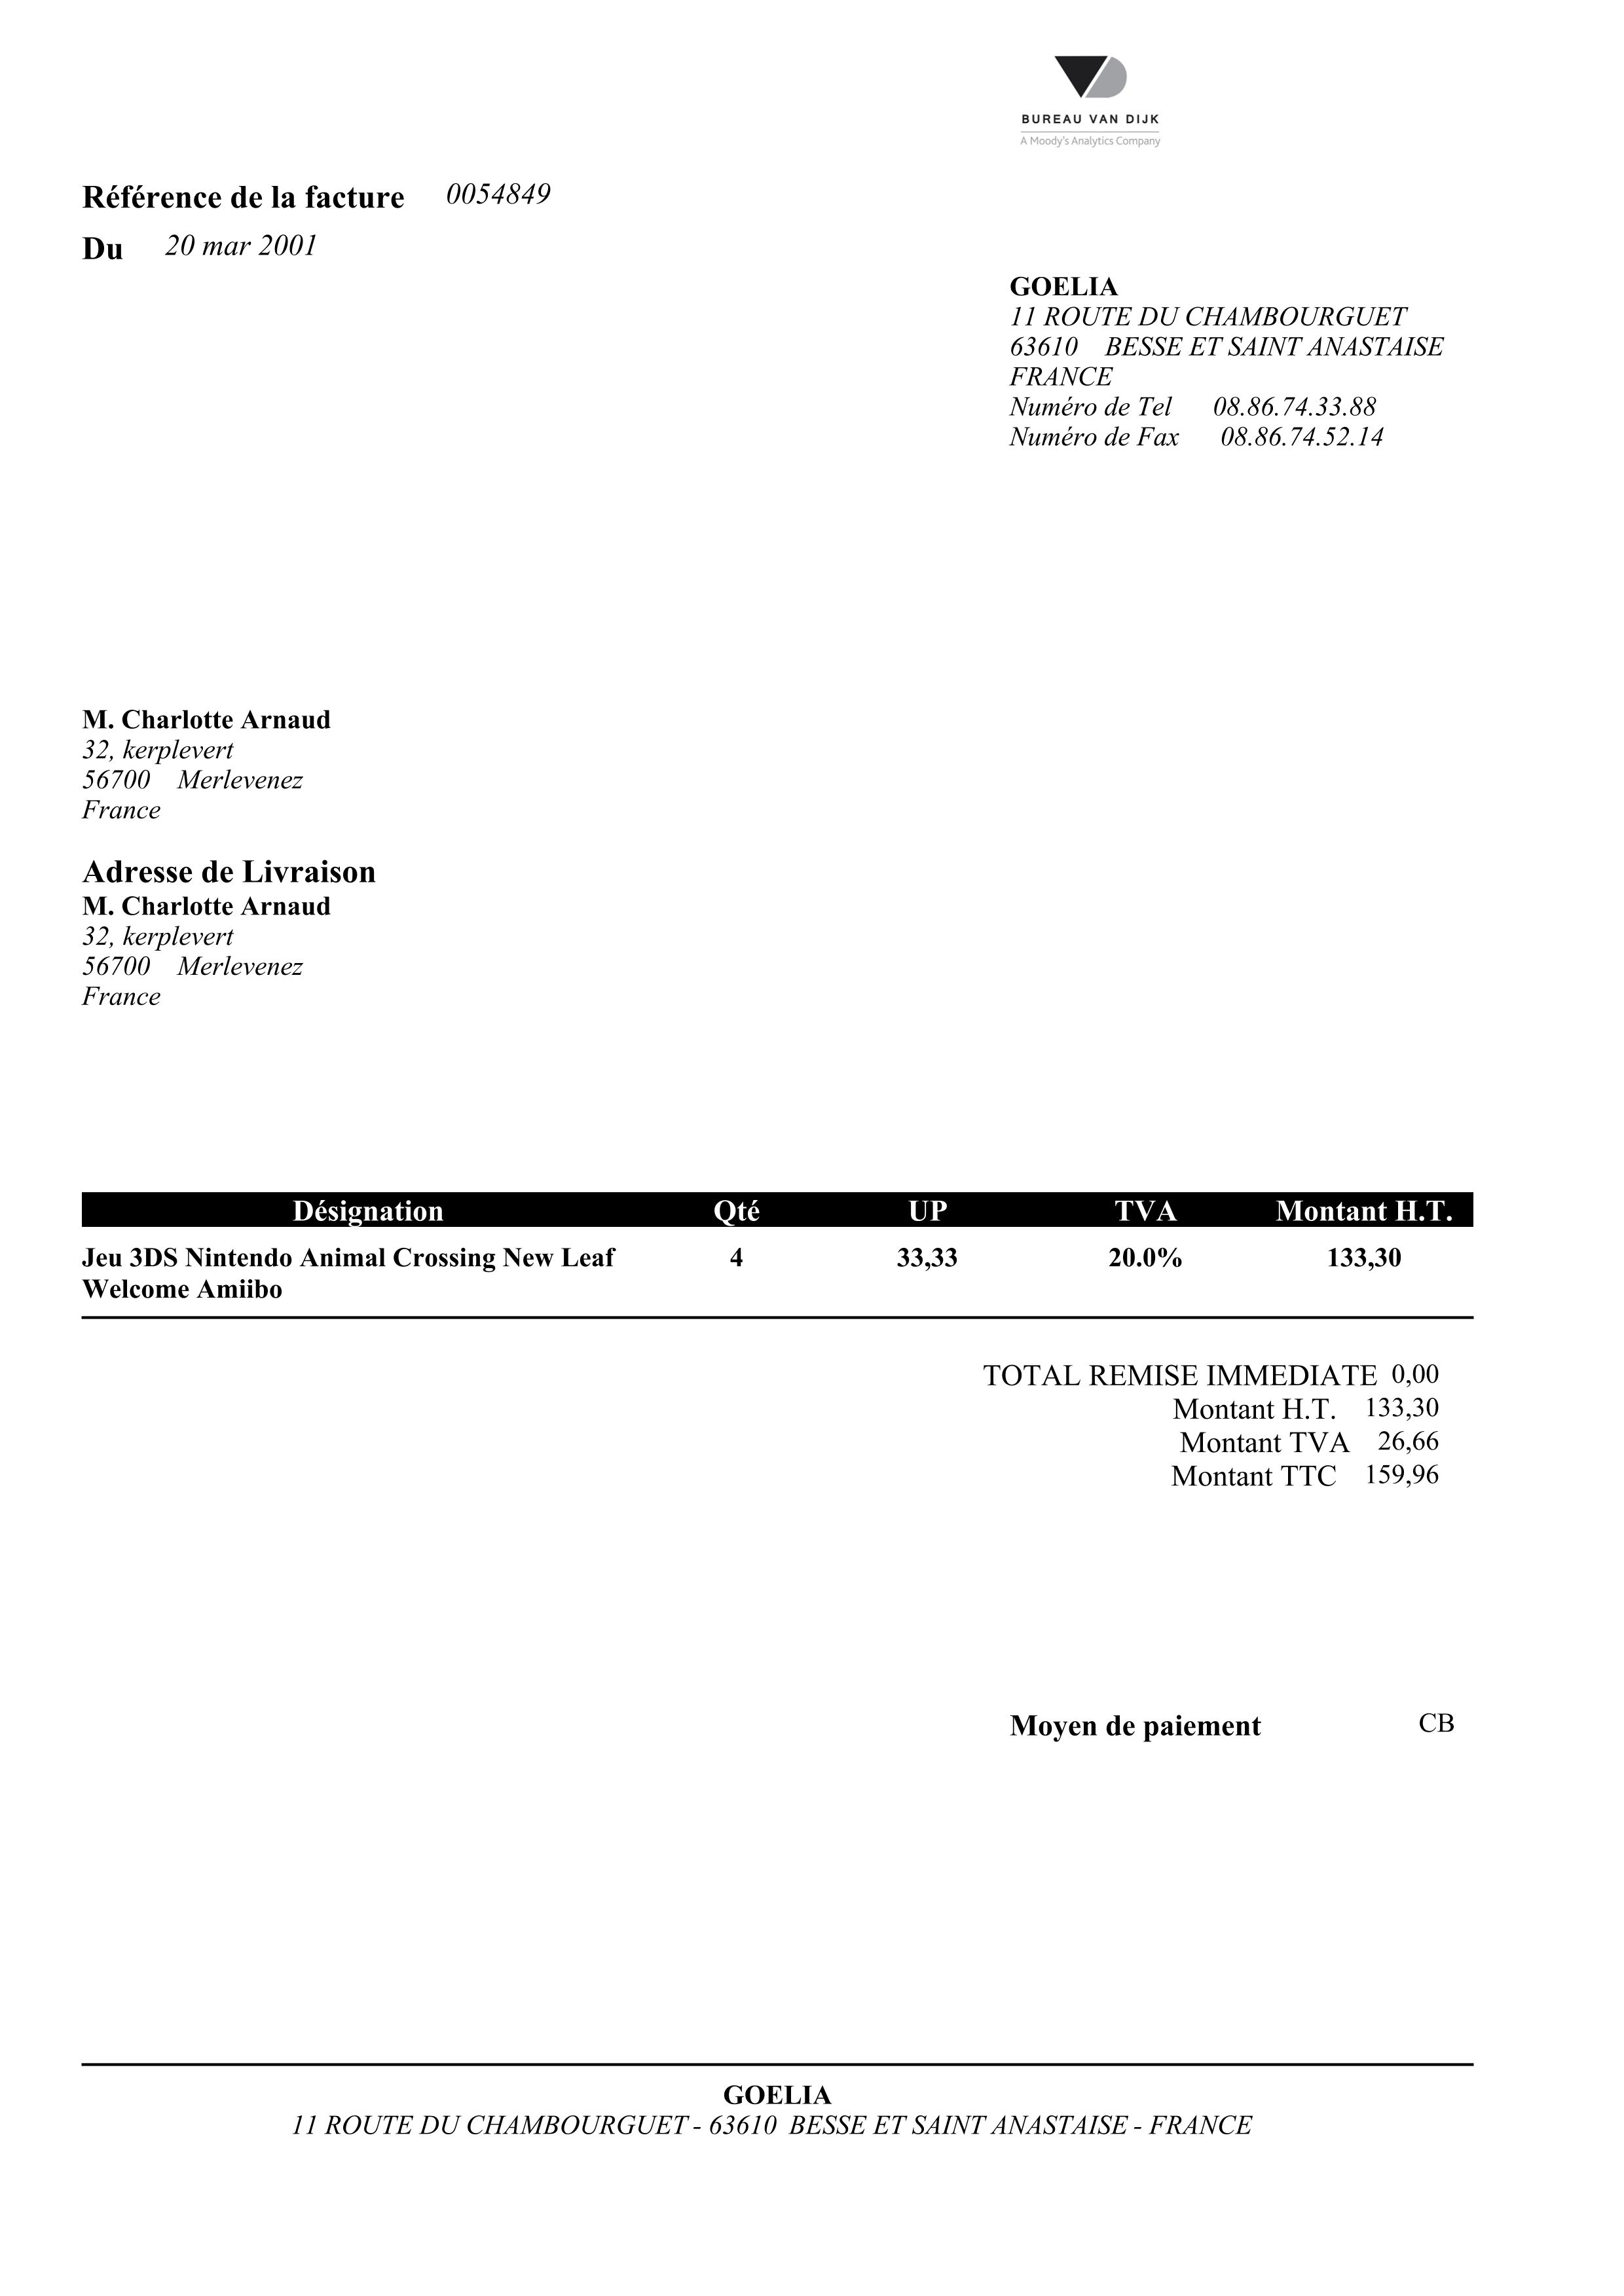 BUREAU VAN DIJK
A Moody's Analytics Company
Référence de la facture 0054849
Du 20 mar 2001
GOELIA
11 ROUTE DU CHAMBOURGUET
63610 BESSE ET SAINT ANASTAISE
FRANCE
Numéro de Tel 08.86.74.33.88
Numéro de Fax 08.86.74.52.14
M. Charlotte Arnaud
32, kerplevert
56700 Merlevenez
France
Adresse de Livraison
M. Charlotte Arnaud
32, kerplevert
56700 Merlevenez
France
Désignation Qté UP TVA Montant H.T.
Jeu 3DS Nintendo Animal Crossing New Leaf 4 33,33 20.0% 133,30
Welcome Amiibo
TOTAL REMISE IMMEDIATE 0,00
Montant H.T. 133,30
Montant TVA 26,66
Montant TTC 159,96
Moyen de paiement CB
GOELIA
11 ROUTE DU CHAMBOURGUET - 63610 BESSE ET SAINT ANASTAISE - FRANCE